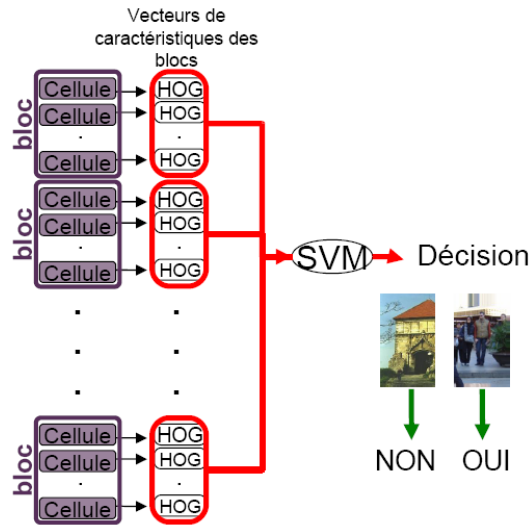 Vecteurs de
caractéristiques des
blocs
bloc
Cellule
HOG
Cellule
HOG
.
.
Cellule
HOG
bloc
Cellule
HOG
Cellule
HOG
.
.
Cellule
HOG
SVM
Décision
.
.
.
.
.
.
bloc
Cellule
HOG
Cellule
HOG
.
.
Cellule
HOG
NON
OUI